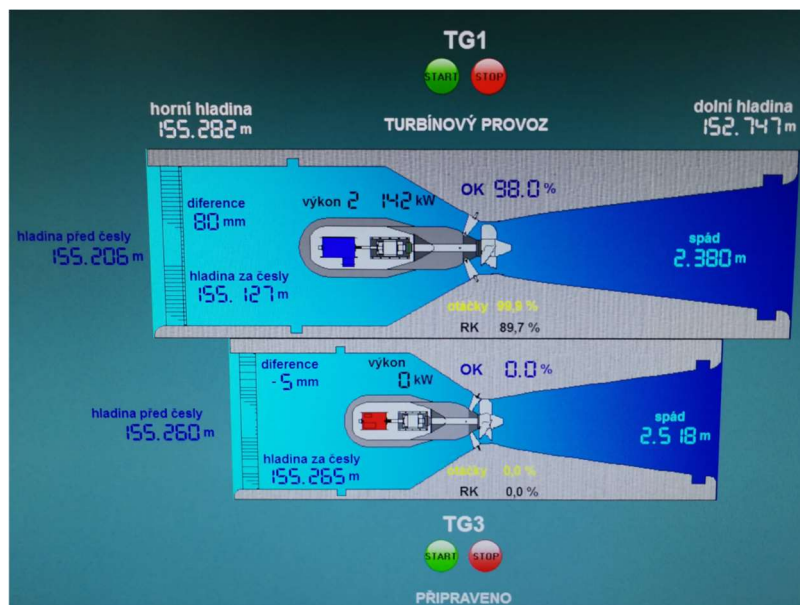 TG1
START STOP
horní hladina
155.282 m
TURBÍNOVÝ PROVOZ
dolní hladina
152.747 m
OK 98.0 %
diference
80 mm
výkon 2 142 kW
hladina před česly
155.206 m
spád
2.380 m
hladina za česly
155.127 m
otáčky 99,9 %
RK 89,7 %
diference
-5 mm
výkon
0 kW
OK 0.0 %
hladina před česly
155.260 m
spád
2.518 m
hladina za česly
155.265 m
otáčky 0,0 %
RK 0,0 %
TG3
START STOP
PŘIPRAVENO